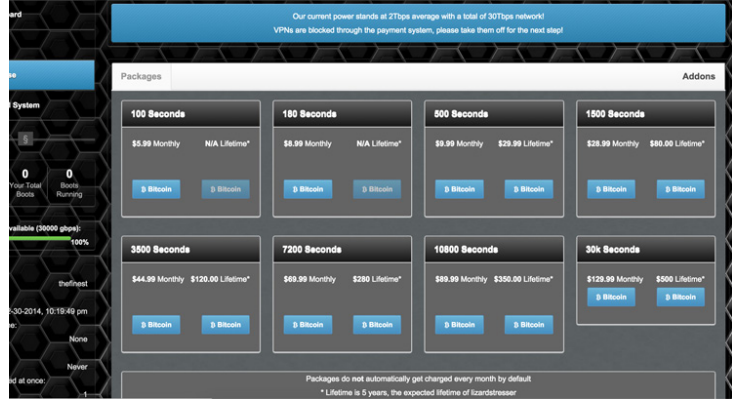 ard
Our current power stands at 2Tbps average with a total of 30Tbps network!
VPNs are blocked through the payment system, please take them off for the next step!
se
Packages
Addons
l System
100 Seconds
180 Seconds
500 Seconds
1500 Seconds
$5.99 Monthly N/A Lifetime*
$8.99 Monthly N/A Lifetime*
$9.99 Monthly $29.99 Lifetime*
$28.99 Monthly $80.00 Lifetime*
§
0
Your Total
Boots
0
Boots
Running
Bitcoin Bitcoin
Bitcoin Bitcoin
Bitcoin Bitcoin
Bitcoin Bitcoin
vailable (30000 gbps):
100%
3500 Seconds
7200 Seconds
10800 Seconds
30k Seconds
$44.99 Monthly $120.00 Lifetime*
$69.99 Monthly $280 Lifetime*
$89.99 Monthly $350.00 Lifetime*
$129.99 Monthly $500 Lifetime*
thefinest
Bitcoin Bitcoin
Bitcoin Bitcoin
Bitcoin Bitcoin
Bitcoin Bitcoin
2-30-2014, 10:19:49 pm
me:
None
Never
ed at once:
1
Packages do not automatically get charged every month by default
* Lifetime is 5 years, the expected lifetime of lizardstresser